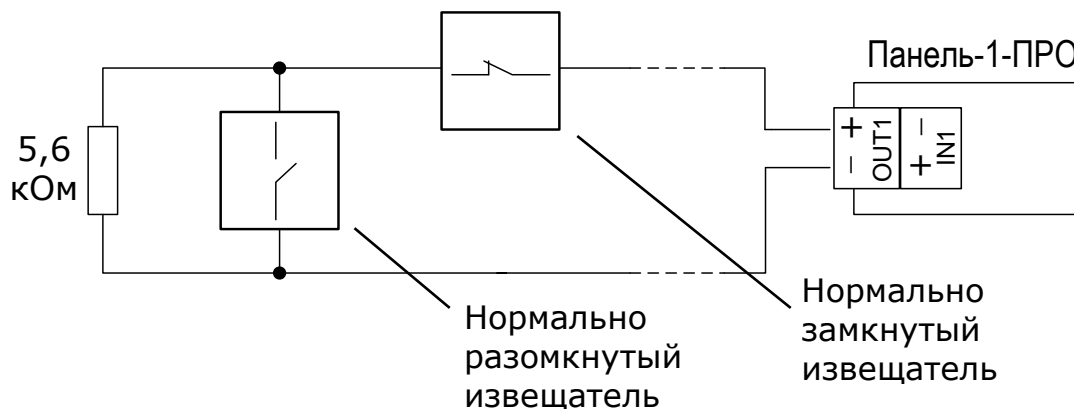 Панель-1-ПРО
5,6
кОм
+
−
OUT1
−
+
IN1
Нормально
разомкнутый
извещатель
Нормально
замкнутый
извещатель